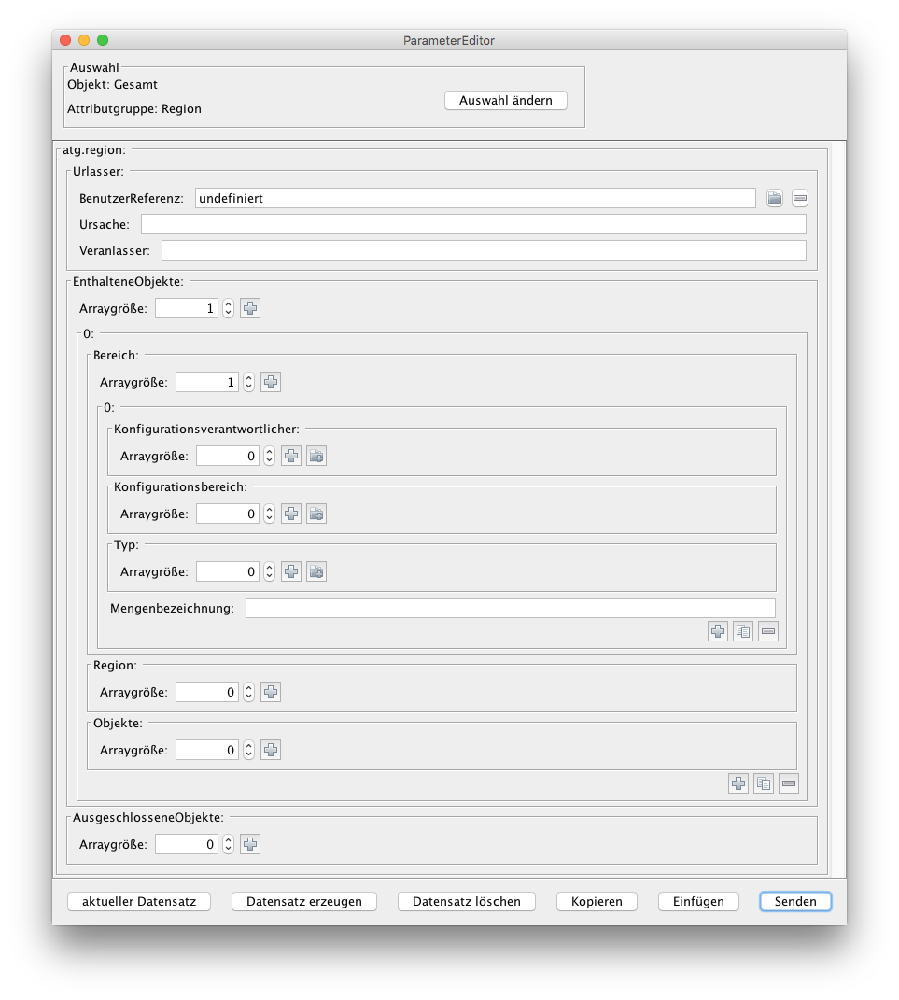 ParameterEditor
Auswahl
Objekt: Gesamt
Attributgruppe: Region
Auswahl ändern
atg.region:
Urlasser:
BenutzerReferenz: undefiniert
Ursache:
Veranlasser:
EnthalteneObjekte:
Arraygröße: 1
0:
Bereich:
Arraygröße: 1
0:
Konfigurationsverantwortlicher:
Arraygröße: 0
Konfigurationsbereich:
Arraygröße: 0
Typ:
Arraygröße: 0
Mengenbezeichnung:
Region:
Arraygröße: 0
Objekte:
Arraygröße: 0
AusgeschlosseneObjekte:
Arraygröße: 0
aktueller Datensatz Datensatz erzeugen Datensatz löschen Kopieren Einfügen Senden